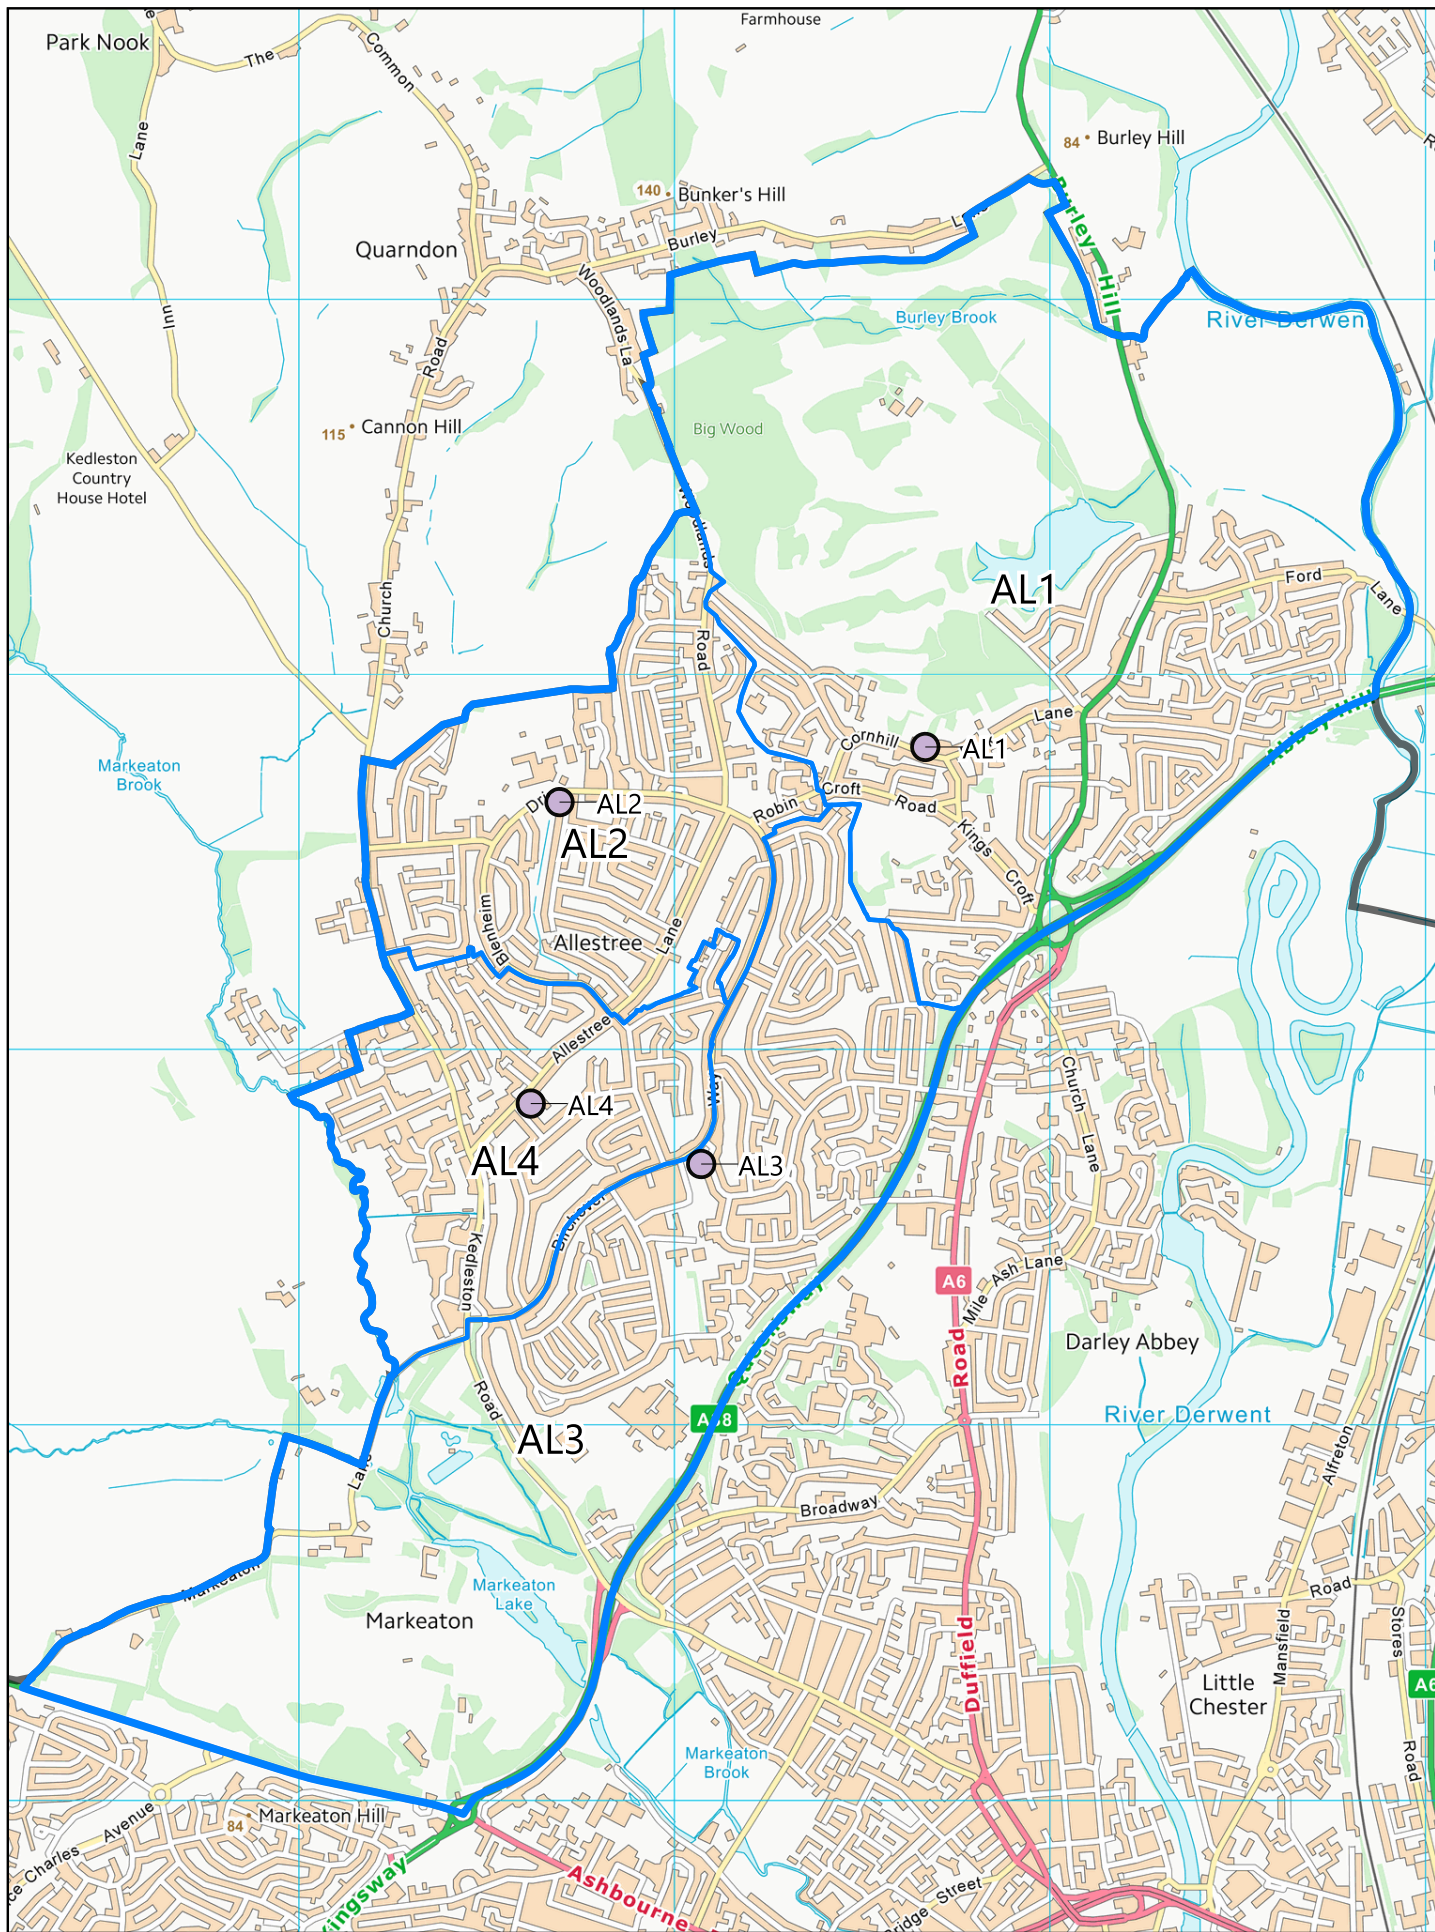 Farmhouse
Park Nook
The
Common
Lane
84
Burley Hill
140
Bunker's Hill
Burley
Lane
Burley
Hill
Quarndon
Woodlands La
Inn
Road
Burley Brook
River Derwent
115
Cannon Hill
Big Wood
Kedleston
Country
House Hotel
Woodlands
Road
Church
AL1
Ford
Lane
Lane
Cornhill
AL1
Markeaton
Brook
AL2
AL2
Robin
Croft
Road
Kings
Croft
Blenheim
Allestree
Lane
Allestree
Way
Church
Lane
AL4
AL4
AL3
Birchover
Kedleston
Road
A6
Mile
Ash Lane
Queensway
Darley Abbey
Road
A38
River Derwent
AL3
Alfreton
Lane
Broadway
Markeaton
Markeaton
Lake
Markeaton
Road
Mansfield
Stores
Road
Duffield
Little
Chester
Markeaton
Brook
84
Markeaton Hill
Avenue
Charles
Kingsway
Ashbourne
Street